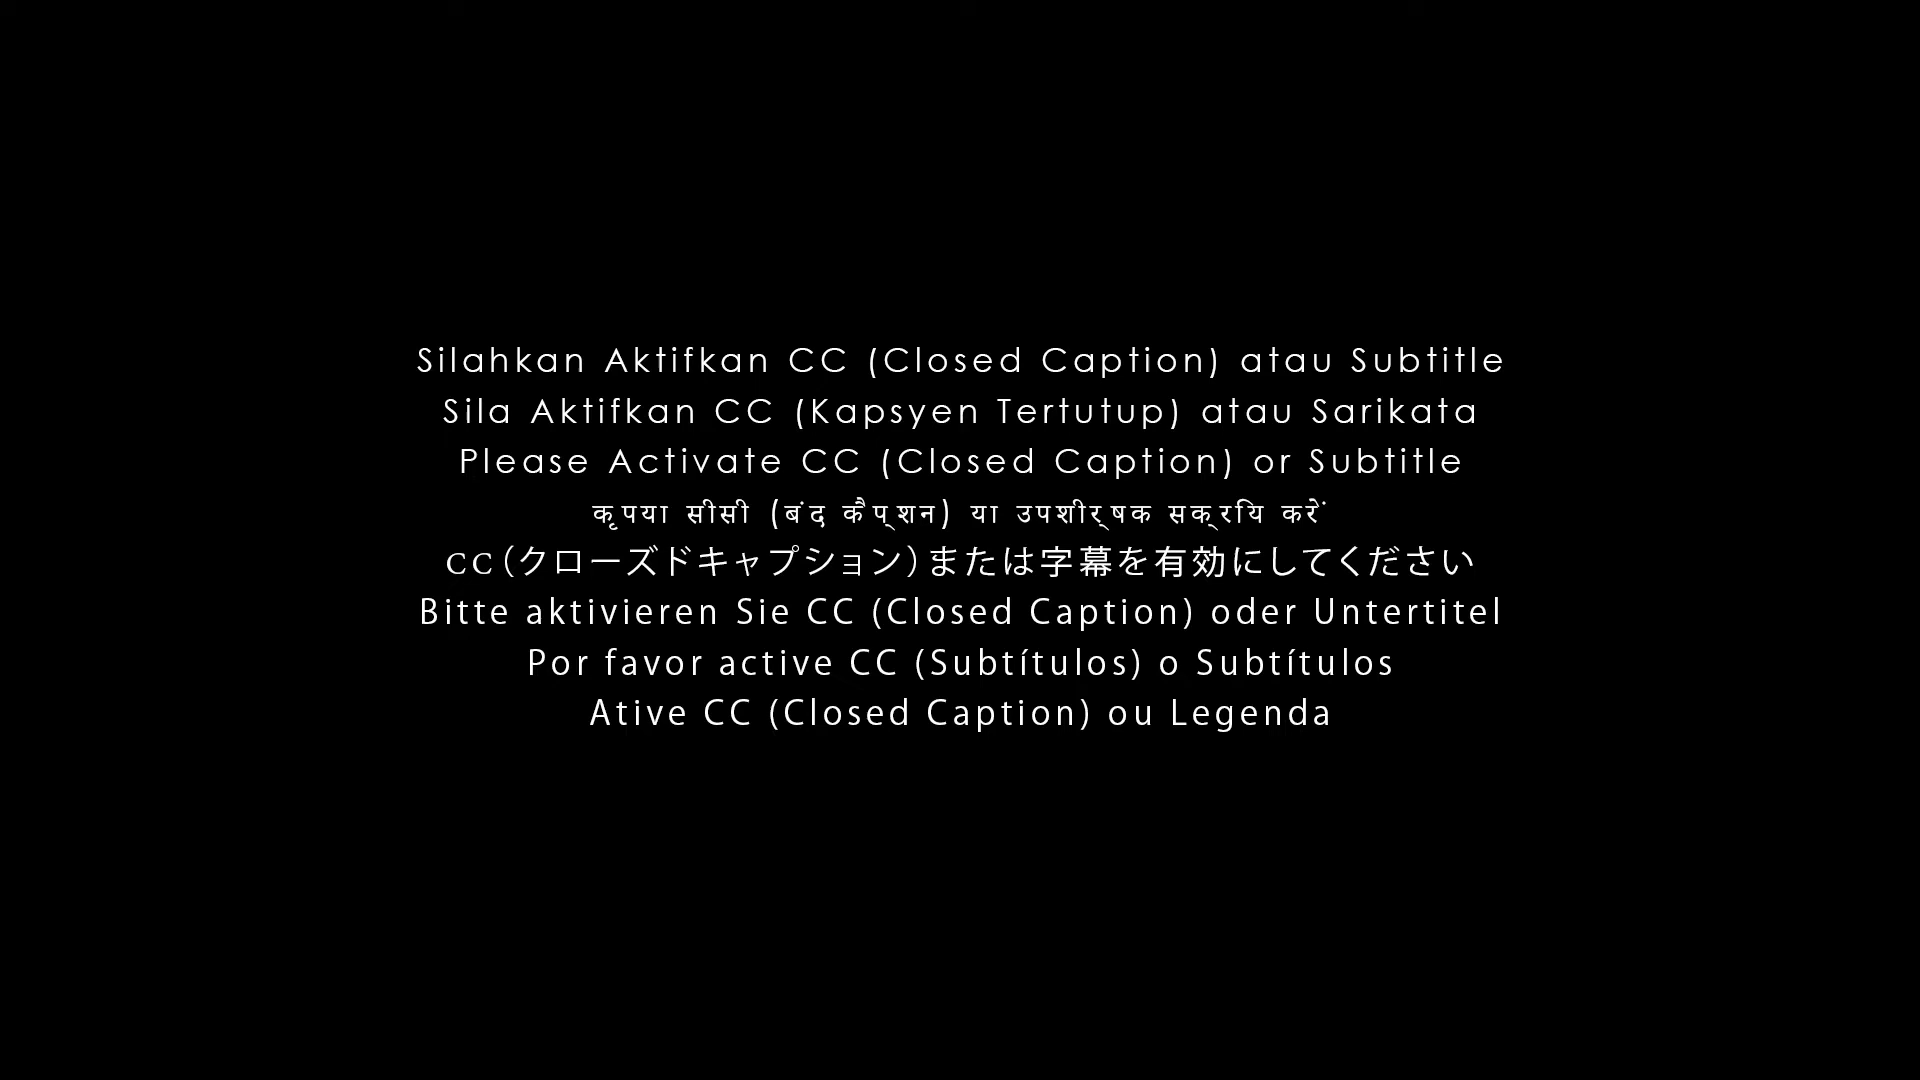 Silahkan Aktifkan CC (Closed Caption) atau Subtitle
Sila Aktifkan CC (Kapsyen Tertutup) atau Sarikata
Please Activate CC (Closed Caption) or Subtitle
कृपया सीसी (बंद कैप्शन) या उपशीर्षक सक्रिय करें
CC（クローズドキャプション）または字幕を有効にしてください
Bitte aktivieren Sie CC (Closed Caption) oder Untertitel
Por favor active CC (Subtítulos) o Subtítulos
Ative CC (Closed Caption) ou Legenda